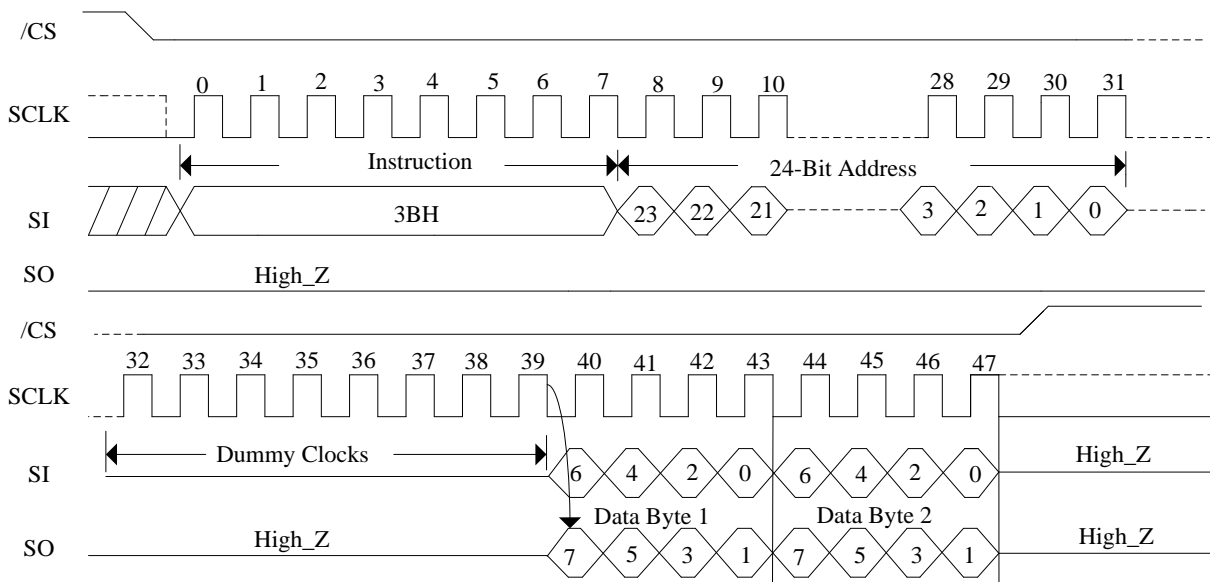 /CS
0 1 2 3 4 5 6 7 8 9 10 28 29 30 31
SCLK
Instruction 24-Bit Address
SI 3BH 23 22 21 3 2 1 0
SO High_Z
/CS
32 33 34 35 36 37 38 39 40 41 42 43 44 45 46 47
SCLK
Dummy Clocks High_Z
SI 6 4 2 0 6 4 2 0
Data Byte 1 Data Byte 2
High_Z High_Z
SO 7 5 3 1 7 5 3 1